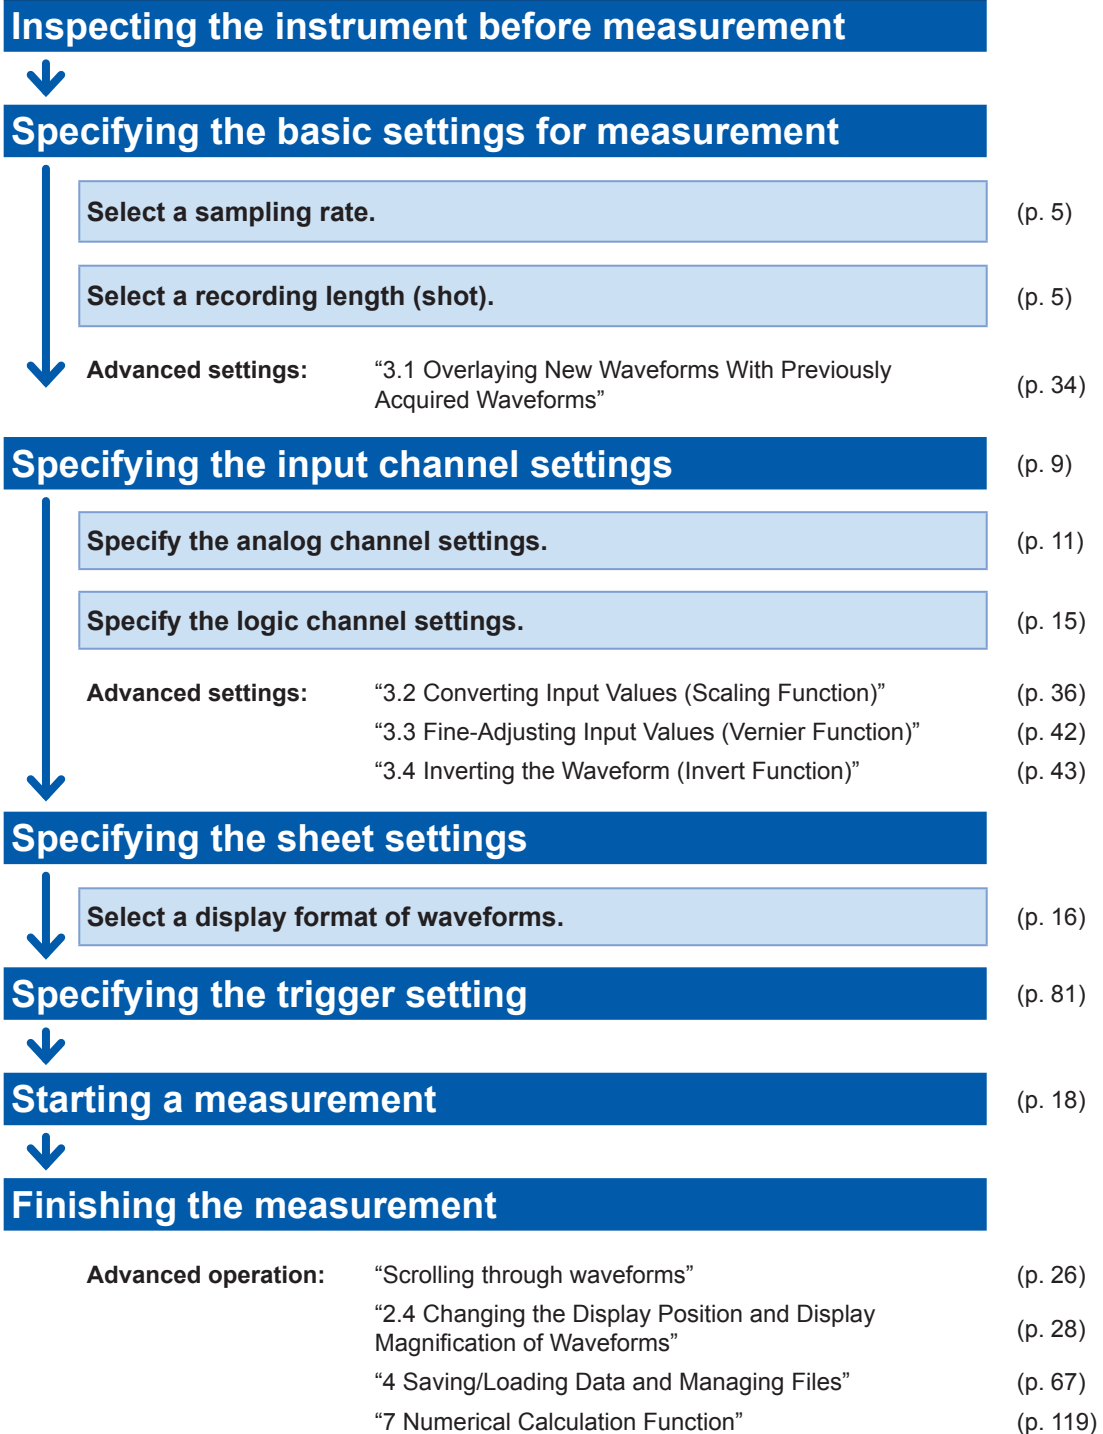 Inspecting the instrument before measurement
Specifying the basic settings for measurement
Select a sampling rate. (p. 5)
Select a recording length (shot). (p. 5)
Advanced settings: “3.1 Overlaying New Waveforms With Previously
Acquired Waveforms” (p. 34)
Specifying the input channel settings (p. 9)
Specify the analog channel settings. (p. 11)
Specify the logic channel settings. (p. 15)
Advanced settings: “3.2 Converting Input Values (Scaling Function)” (p. 36)
“3.3 Fine-Adjusting Input Values (Vernier Function)” (p. 42)
“3.4 Inverting the Waveform (Invert Function)” (p. 43)
Specifying the sheet settings
Select a display format of waveforms. (p. 16)
Specifying the trigger setting (p. 81)
Starting a measurement (p. 18)
Finishing the measurement
Advanced operation: “Scrolling through waveforms” (p. 26)
“2.4 Changing the Display Position and Display
Magnification of Waveforms” (p. 28)
“4 Saving/Loading Data and Managing Files” (p. 67)
“7 Numerical Calculation Function” (p. 119)